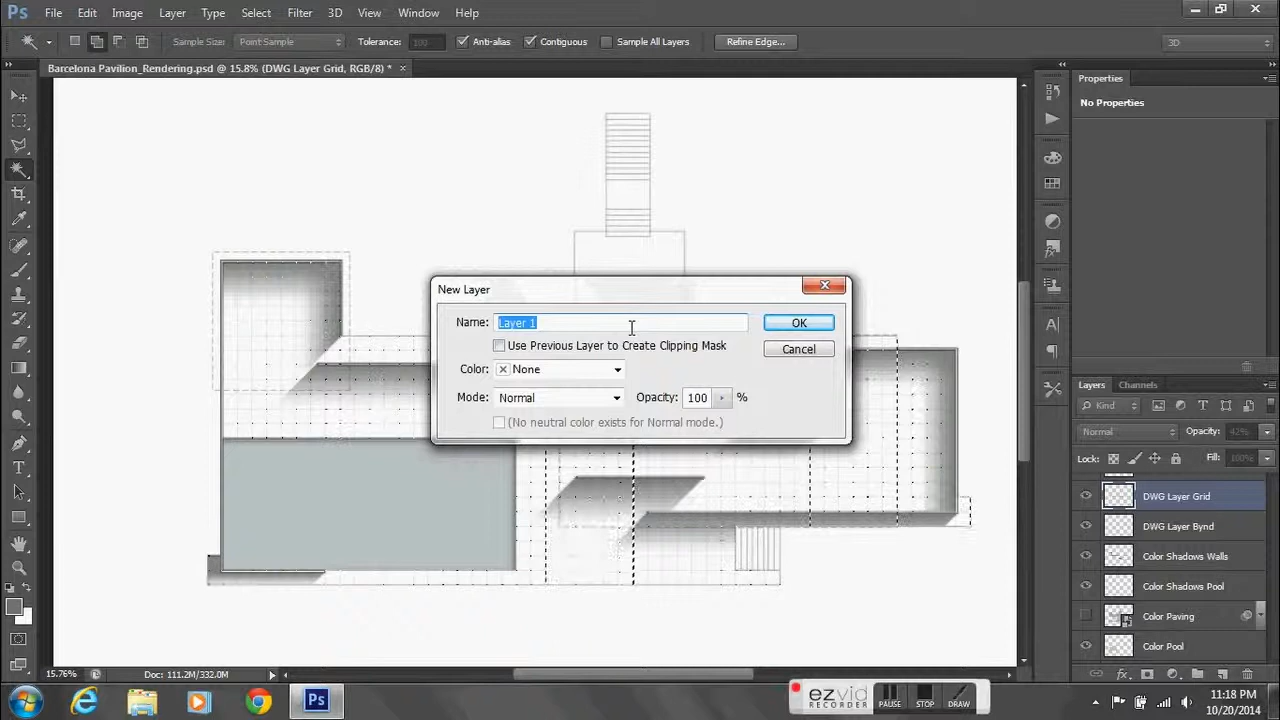 Ps File Edit Image Layer Type Select Filter 3D View Window Help
Sample Size: Point Sample Tolerance: 100 Anti-alias Contiguous Sample All Layers Refine Edge... 3D
Barcelona Pavilion_Rendering.psd @ 15.8% (DWG Layer Grid, RGB/8) * ×
Properties
No Properties
New Layer
Name: Layer 1 OK
Use Previous Layer to Create Clipping Mask Cancel
Color: None
Mode: Normal Opacity: 100 %
(No neutral color exists for Normal mode.)
Layers Channels
Kind
Normal Opacity: 42%
Lock: Fill: 100%
DWG Layer Grid
DWG Layer Bynd
Color Shadows Walls
Color Shadows Pool
Color Paving
Color Pool
15.76% Doc: 111.2M/332.0M
Ps
ezvid
RECORDER
PAUSE STOP DRAW
11:18 PM
10/20/2014